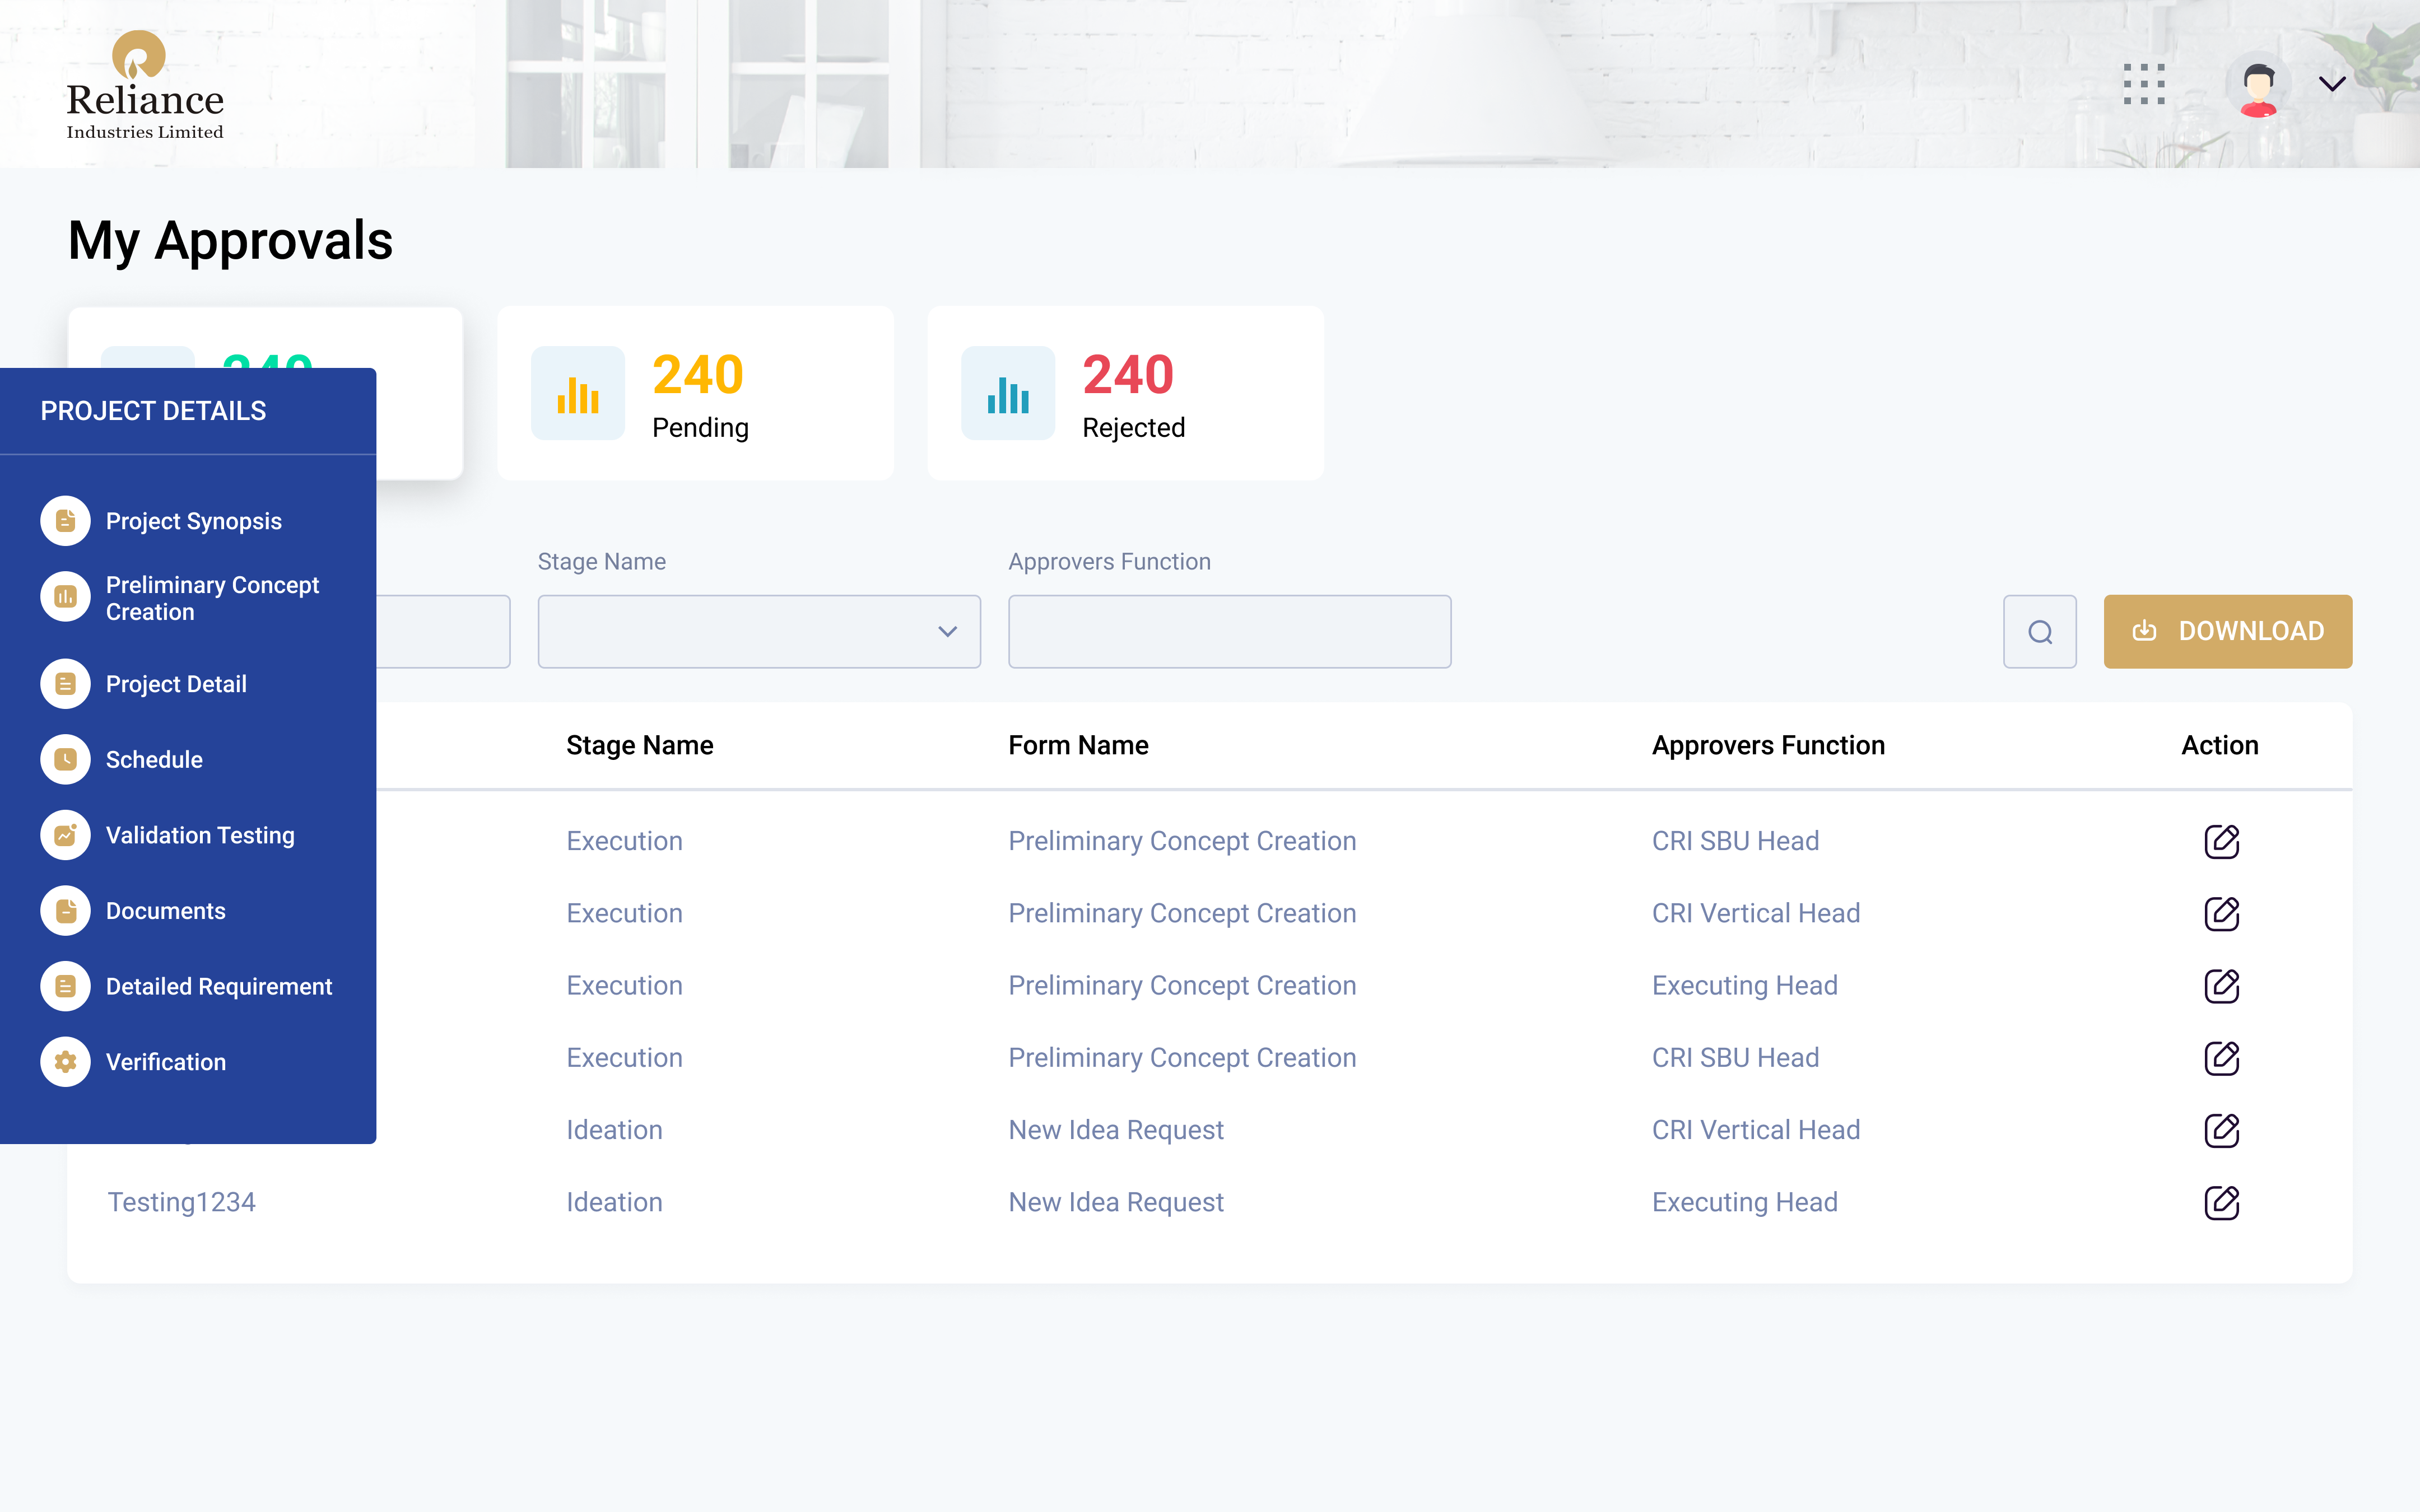 Reliance
Industries Limited
My Approvals
240
Pending
240
Rejected
PROJECT DETAILS
Project Synopsis
Preliminary Concept
Creation
Project Detail
Schedule
Validation Testing
Documents
Detailed Requirement
Verification
Stage Name
Approvers Function
DOWNLOAD
Stage Name Form Name Approvers Function Action
Execution Preliminary Concept Creation CRI SBU Head
Execution Preliminary Concept Creation CRI Vertical Head
Execution Preliminary Concept Creation Executing Head
Execution Preliminary Concept Creation CRI SBU Head
Ideation New Idea Request CRI Vertical Head
Testing1234 Ideation New Idea Request Executing Head